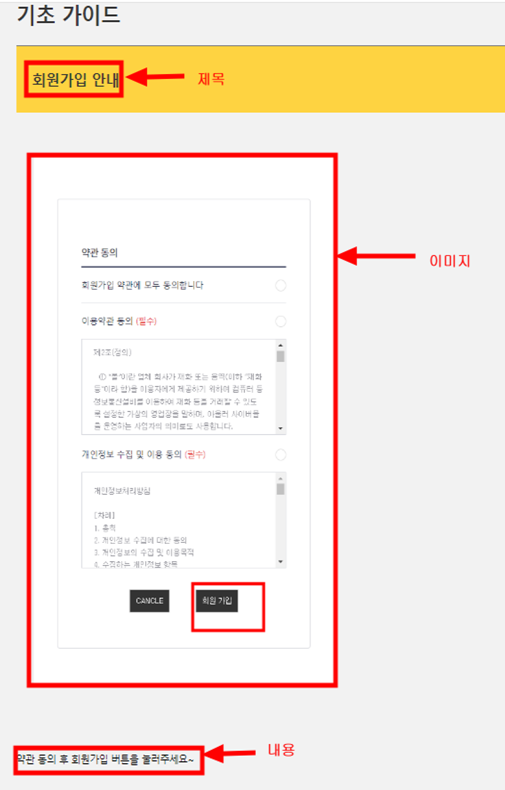 기초 가이드
회원가입 안내
제목
이미지
약관 동의
회원가입 약관에 모두 동의합니다
이용약관 동의 (필수)
제2조(정의)
① "몰"이란 업체 회사가 재화 또는 용역(이하 "재화
등"이라 함)을 이용자에게 제공하기 위하여 컴퓨터 등
정보통신설비를 이용하여 재화 등을 거래할 수 있도
록 설정한 가상의 영업장을 말하며, 아울러 사이버몰
을 운영하는 사업자의 의미로도 사용합니다.
개인정보 수집 및 이용 동의 (필수)
개인정보처리방침
[차례]
1. 총칙
2. 개인정보 수집에 대한 동의
3. 개인정보의 수집 및 이용목적
4. 수집하는 개인정보 항목
CANCLE 회원 가입
약관 동의 후 회원가입 버튼을 눌러주세요~
내용